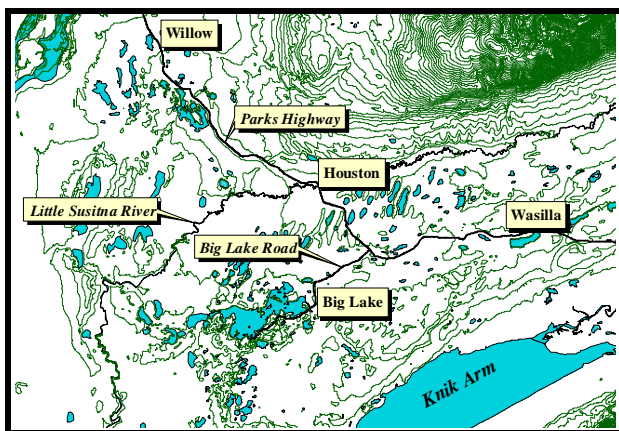 Willow
Parks Highway
Houston
Little Susitna River
Wasilla
Big Lake Road
Big Lake
Knik Arm